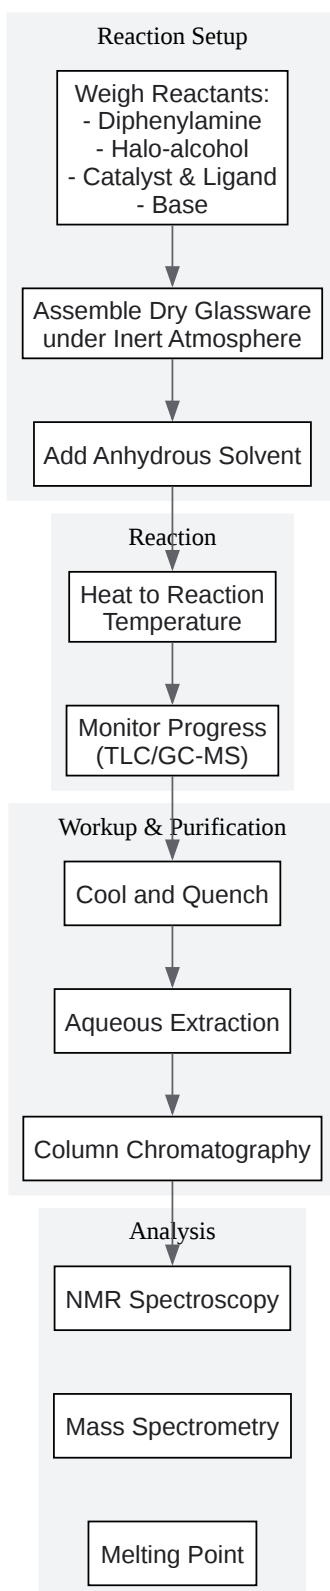 Reaction Setup
Weigh Reactants:
- Diphenylamine
- Halo-alcohol
- Catalyst & Ligand
- Base
Assemble Dry Glassware
under Inert Atmosphere
Add Anhydrous Solvent
Reaction
Heat to Reaction
Temperature
Monitor Progress
(TLC/GC-MS)
Workup & Purification
Cool and Quench
Aqueous Extraction
Column Chromatography
Analysis
NMR Spectroscopy
Mass Spectrometry
Melting Point